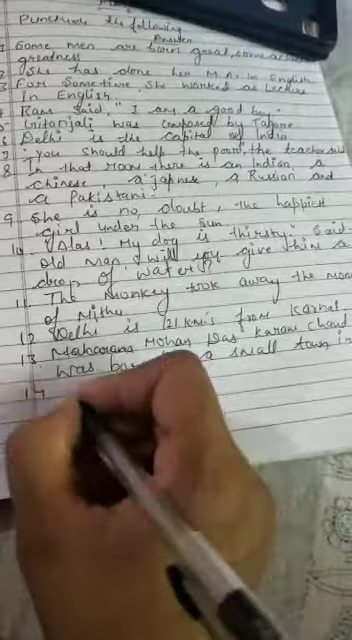 Punctuate the following
1 Some men are born great, some
greatness
2 She has done her M.A. in English
3 For Sometime, she worked as Lecture
in English.
4 Ram said, "I am a good boy
5 Gitanjali was composed by Tagore
6 Delhi is the capital of India
7 "you should help the poor", the teacher
8 In that room there is an Indian, a
chinese, a japnese, a Russian and
a Pakistani.
9 She is no, doubt, the happiest
girl under the sun
10 "Alas! My dog is thirsty" Said
old man will you give him a
drop of water?"
11 The Monkey took away the
of Mithu.
12 Delhi is 121 km's from Karnal
13 Mohan Das Karam Chand
was a small town in
14